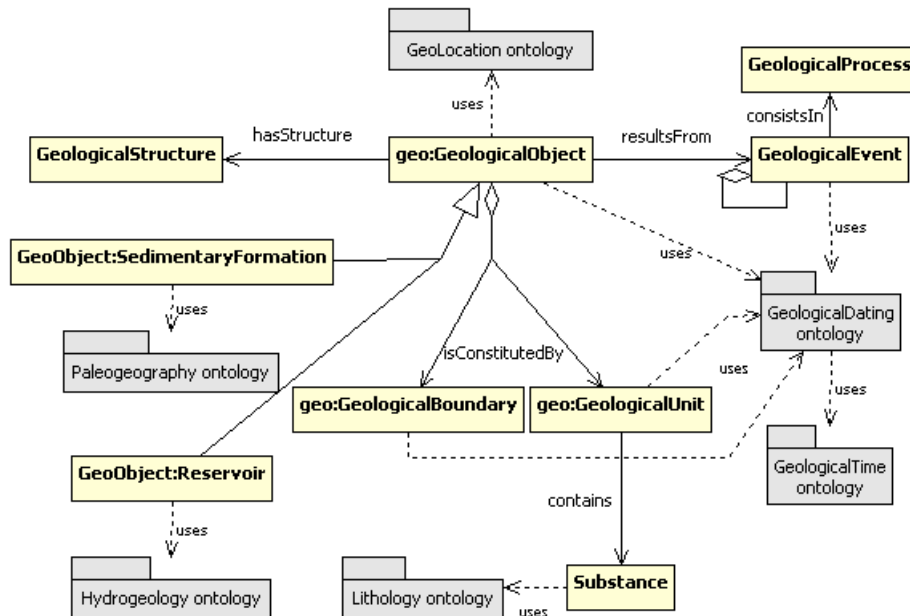 GeoLocation ontology
GeologicalProcess
uses
consistsIn
hasStructure
resultsFrom
GeologicalStructure
geo:GeologicalObject
GeologicalEvent
uses
GeoObject:SedimentaryFormation
uses
uses
GeologicalDating
ontology
Paleogeography ontology
isConstitutedBy
uses
uses
geo:GeologicalBoundary
geo:GeologicalUnit
GeoObject:Reservoir
GeologicalTime
ontology
contains
uses
Hydrogeology ontology
Lithology ontology
Substance
uses